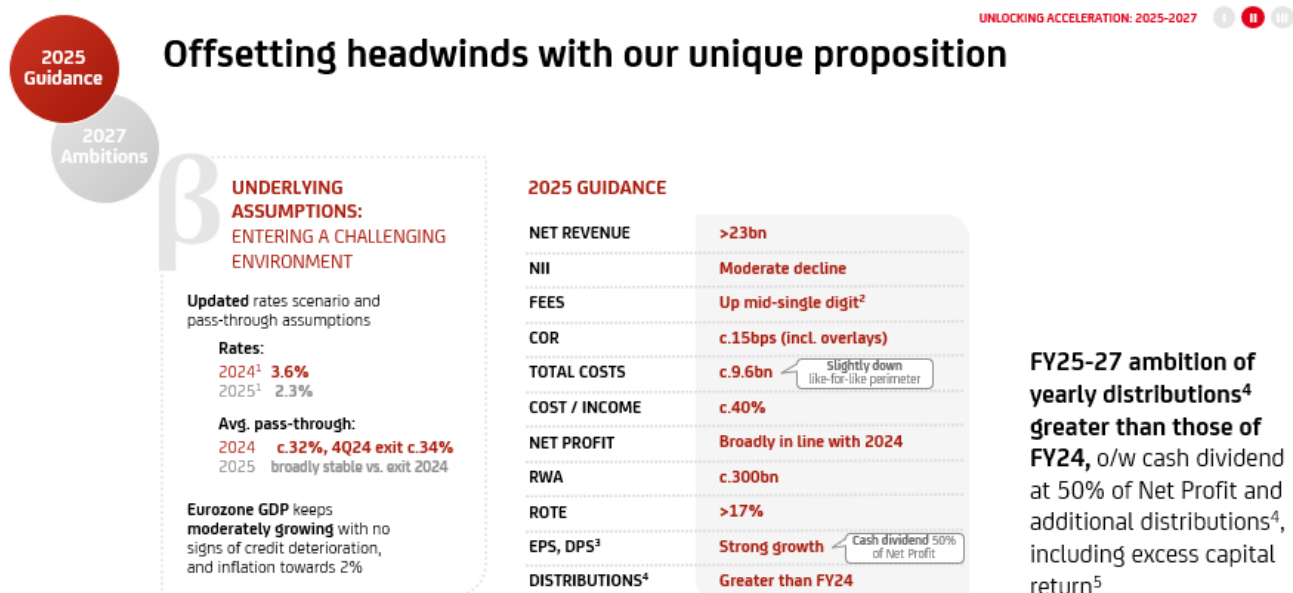 UNLOCKING ACCELERATION: 2025-2027 I II III
2025
Guidance
2027
Ambitions
Offsetting headwinds with our unique proposition
β
UNDERLYING
ASSUMPTIONS:
ENTERING A CHALLENGING
ENVIRONMENT
Updated rates scenario and
pass-through assumptions
Rates:
2024¹ 3.6%
2025¹ 2.3%
Avg. pass-through:
2024 c.32%, 4Q24 exit c.34%
2025 broadly stable vs. exit 2024
Eurozone GDP keeps
moderately growing with no
signs of credit deterioration,
and inflation towards 2%
2025 GUIDANCE
NET REVENUE >23bn
NII Moderate decline
FEES Up mid-single digit²
COR c.15bps (incl. overlays)
TOTAL COSTS c.9.6bn Slightly down
like-for-like perimeter
COST / INCOME c.40%
NET PROFIT Broadly in line with 2024
RWA c.300bn
ROTE >17%
EPS, DPS³ Strong growth Cash dividend 50%
of Net Profit
DISTRIBUTIONS⁴ Greater than FY24
FY25-27 ambition of
yearly distributions⁴
greater than those of
FY24, o/w cash dividend
at 50% of Net Profit and
additional distributions⁴,
including excess capital
return⁵